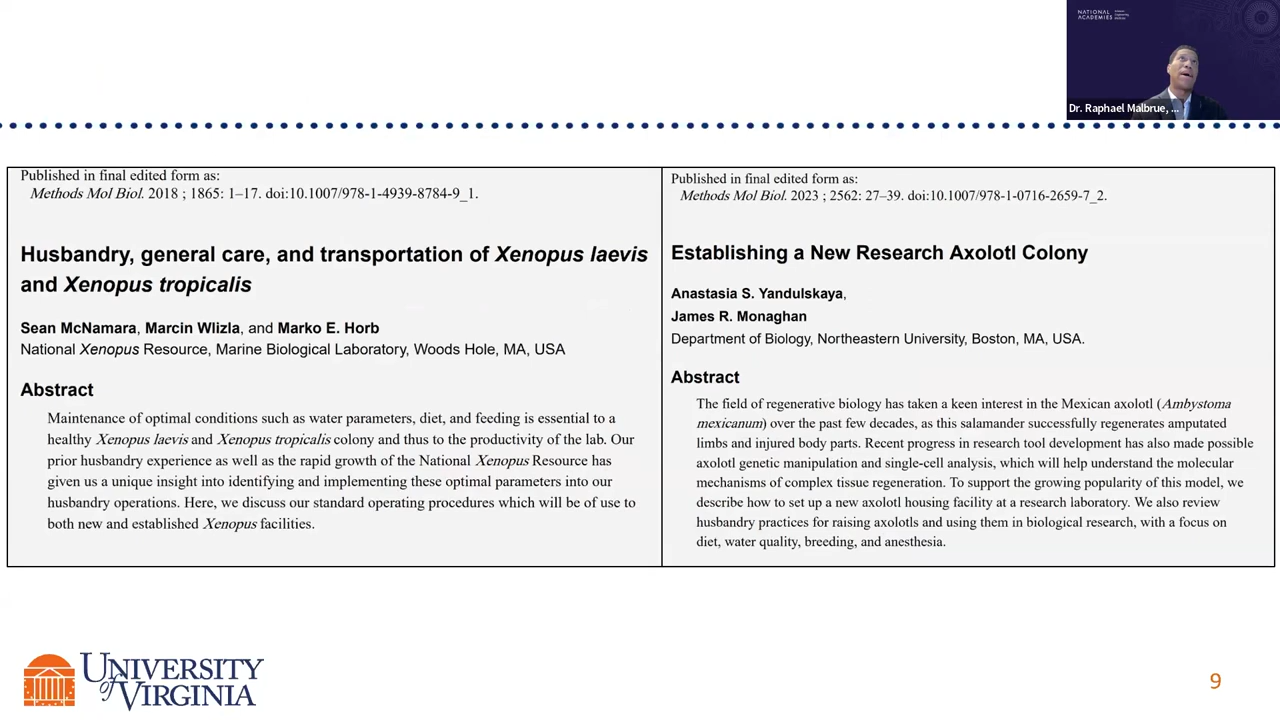 NATIONAL
ACADEMIES
Dr. Raphael Malbrue, ...
Published in final edited form as:
Methods Mol Biol. 2018 ; 1865: 1–17. doi:10.1007/978-1-4939-8784-9_1.
Husbandry, general care, and transportation of Xenopus laevis
and Xenopus tropicalis
Sean McNamara, Marcin Wlizla, and Marko E. Horb
National Xenopus Resource, Marine Biological Laboratory, Woods Hole, MA, USA
Abstract
Maintenance of optimal conditions such as water parameters, diet, and feeding is essential to a
healthy Xenopus laevis and Xenopus tropicalis colony and thus to the productivity of the lab. Our
prior husbandry experience as well as the rapid growth of the National Xenopus Resource has
given us a unique insight into identifying and implementing these optimal parameters into our
husbandry operations. Here, we discuss our standard operating procedures which will be of use to
both new and established Xenopus facilities.
Published in final edited form as:
Methods Mol Biol. 2023 ; 2562: 27–39. doi:10.1007/978-1-0716-2659-7_2.
Establishing a New Research Axolotl Colony
Anastasia S. Yandulskaya,
James R. Monaghan
Department of Biology, Northeastern University, Boston, MA, USA.
Abstract
The field of regenerative biology has taken a keen interest in the Mexican axolotl (Ambystoma
mexicanum) over the past few decades, as this salamander successfully regenerates amputated
limbs and injured body parts. Recent progress in research tool development has also made possible
axolotl genetic manipulation and single-cell analysis, which will help understand the molecular
mechanisms of complex tissue regeneration. To support the growing popularity of this model, we
describe how to set up a new axolotl housing facility at a research laboratory. We also review
husbandry practices for raising axolotls and using them in biological research, with a focus on
diet, water quality, breeding, and anesthesia.
UNIVERSITY
of VIRGINIA
9